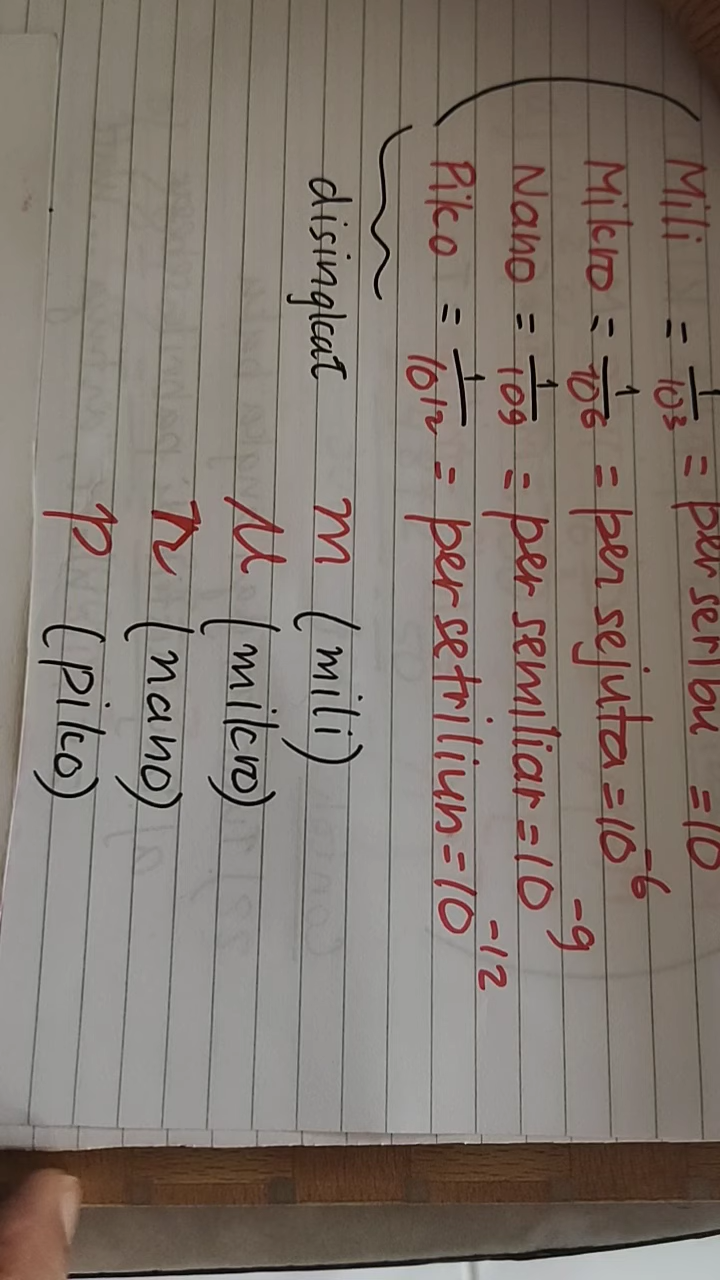 Mili = 1/10³ = per seribu = 10
Mikro = 1/10⁶ = per sejuta = 10⁻⁶
Nano = 1/10⁹ = per semiliar = 10⁻⁹
Piko = 1/10¹² = per setriliun = 10⁻¹²
disingkat m (mili)
μ (mikro)
n (nano)
p (piko)